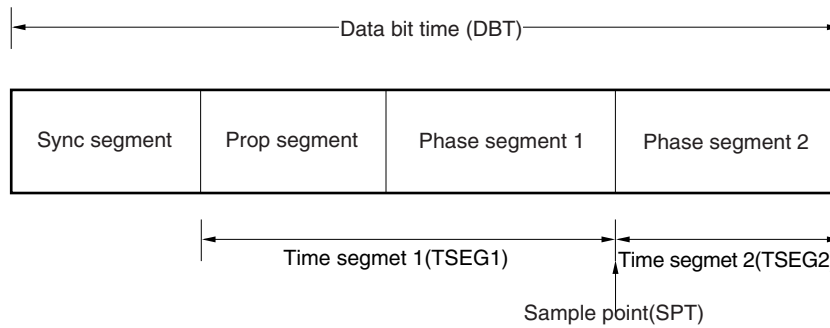 Data bit time (DBT)
Sync segment
Prop segment
Phase segment 1
Phase segment 2
Time segmet 1(TSEG1)
Time segmet 2(TSEG2
Sample point(SPT)